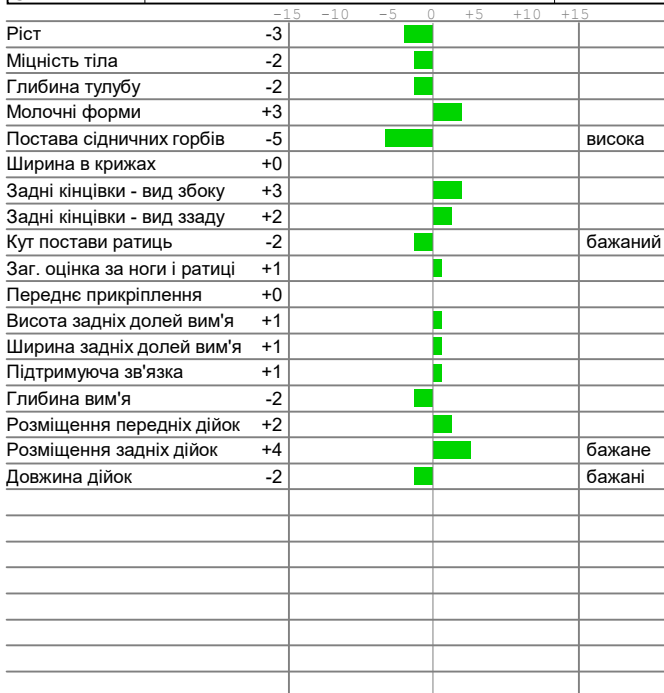 -15 -10 -5 0 +5 +10 +15
Ріст -3
Міцність тіла -2
Глибина тулубу -2
Молочні форми +3
Постава сідничних горбів -5 висока
Ширина в крижах +0
Задні кінцівки - вид збоку +3
Задні кінцівки - вид ззаду +2
Кут постави ратиць -2 бажаний
Заг. оцінка за ноги і ратиці +1
Переднє прикріплення +0
Висота задніх долей вим'я +1
Ширина задніх долей вим'я +1
Підтримуюча зв'язка +1
Глибина вим'я -2
Розміщення передніх дійок +2
Розміщення задніх дійок +4 бажане
Довжина дійок -2 бажані